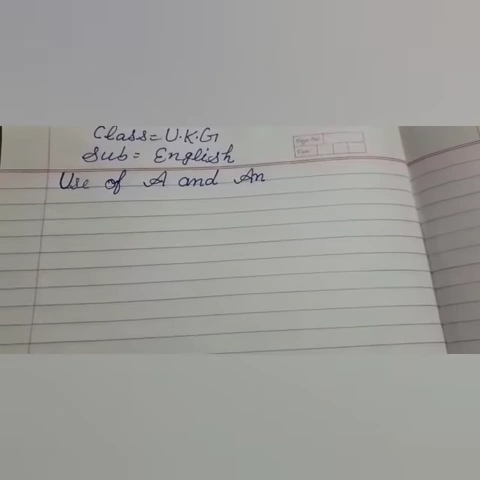 Class= U.K.G
Sub= English
Use of A and An